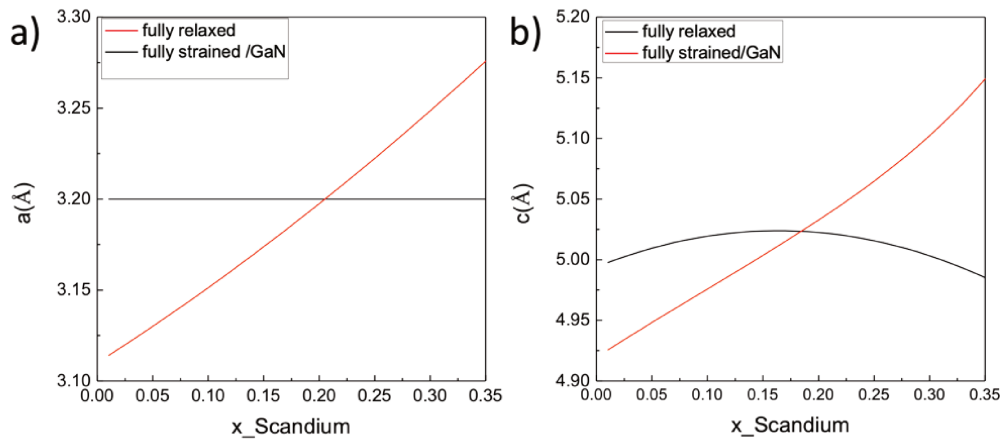 a)
3.30
3.25
3.20
3.15
3.10
a(Å)
fully relaxed
fully strained /GaN
0.00 0.05 0.10 0.15 0.20 0.25 0.30 0.35
x_Scandium
b)
5.20
5.15
5.10
5.05
5.00
4.95
4.90
c(Å)
fully relaxed
fully strained/GaN
0.00 0.05 0.10 0.15 0.20 0.25 0.30 0.35
x_Scandium